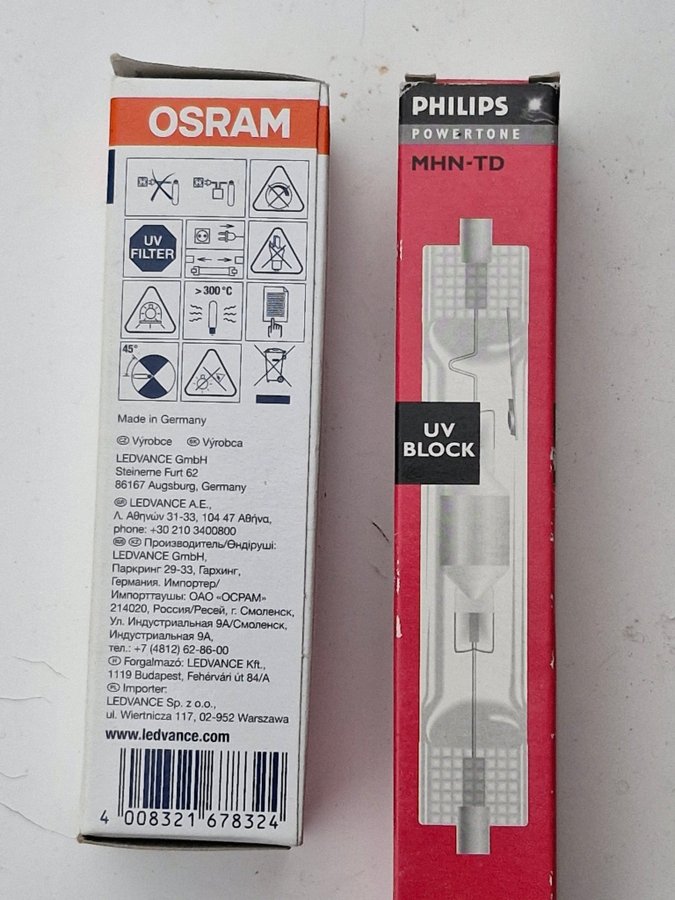 OSRAM
UV
FILTER
> 300 °C
45°
Made in Germany
CZ Výrobce SK Výrobca
LEDVANCE GmbH
Steinerne Furt 62
86167 Augsburg, Germany
GR LEDVANCE A.E.,
Λ. Αθηνών 31-33, 104 47 Αθήνα,
phone: +30 210 3400800
Производитель/Өндіруші:
LEDVANCE GmbH,
Паркринг 29-33, Гархинг,
Германия. Импортер/
Импорттаушы: ОАО «ОСРАМ»
214020, Россия/Ресей, г. Смоленск,
Ул. Индустриальная 9А/Смоленск,
Индустриальная 9А,
тел.: +7 (4812) 62-86-00
H Forgalmazó: LEDVANCE Kft.,
1119 Budapest, Fehérvári út 84/A
PL Importer:
LEDVANCE Sp. z o.o.,
ul. Wiertnicza 117, 02-952 Warszawa
www.ledvance.com
4 008321 678324
PHILIPS
POWERTONE
MHN-TD
UV
BLOCK